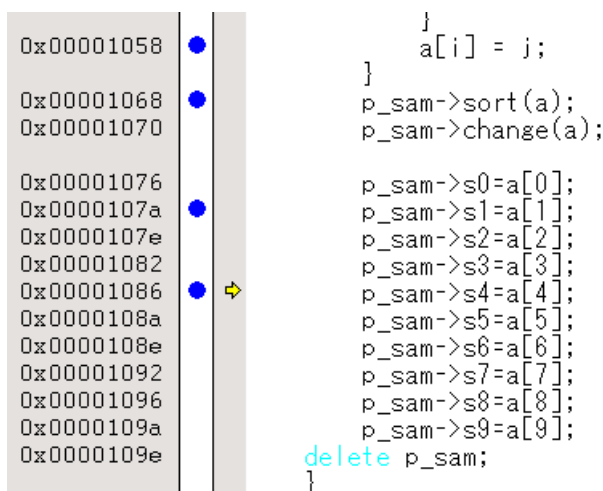 }
0x00001058 a[i] = j;
}
0x00001068 p_sam->sort(a);
0x00001070 p_sam->change(a);
0x00001076 p_sam->s0=a[0];
0x0000107a p_sam->s1=a[1];
0x0000107e p_sam->s2=a[2];
0x00001082 p_sam->s3=a[3];
0x00001086 p_sam->s4=a[4];
0x0000108a p_sam->s5=a[5];
0x0000108e p_sam->s6=a[6];
0x00001092 p_sam->s7=a[7];
0x00001096 p_sam->s8=a[8];
0x0000109a p_sam->s9=a[9];
0x0000109e delete p_sam;
}